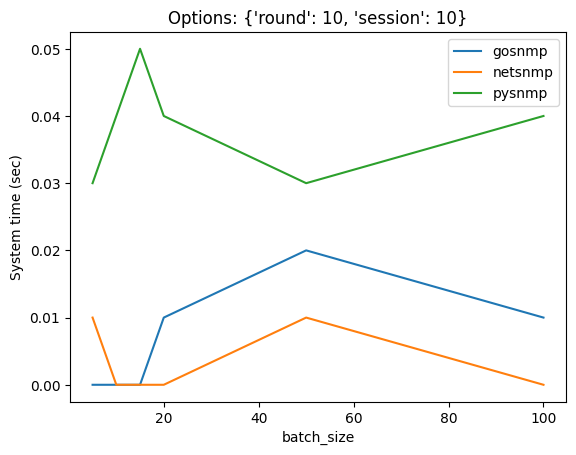 Options: {'round': 10, 'session': 10}
gosnmp
netsnmp
pysnmp
System time (sec)
0.05
0.04
0.03
0.02
0.01
0.00
20 40 60 80 100
batch_size